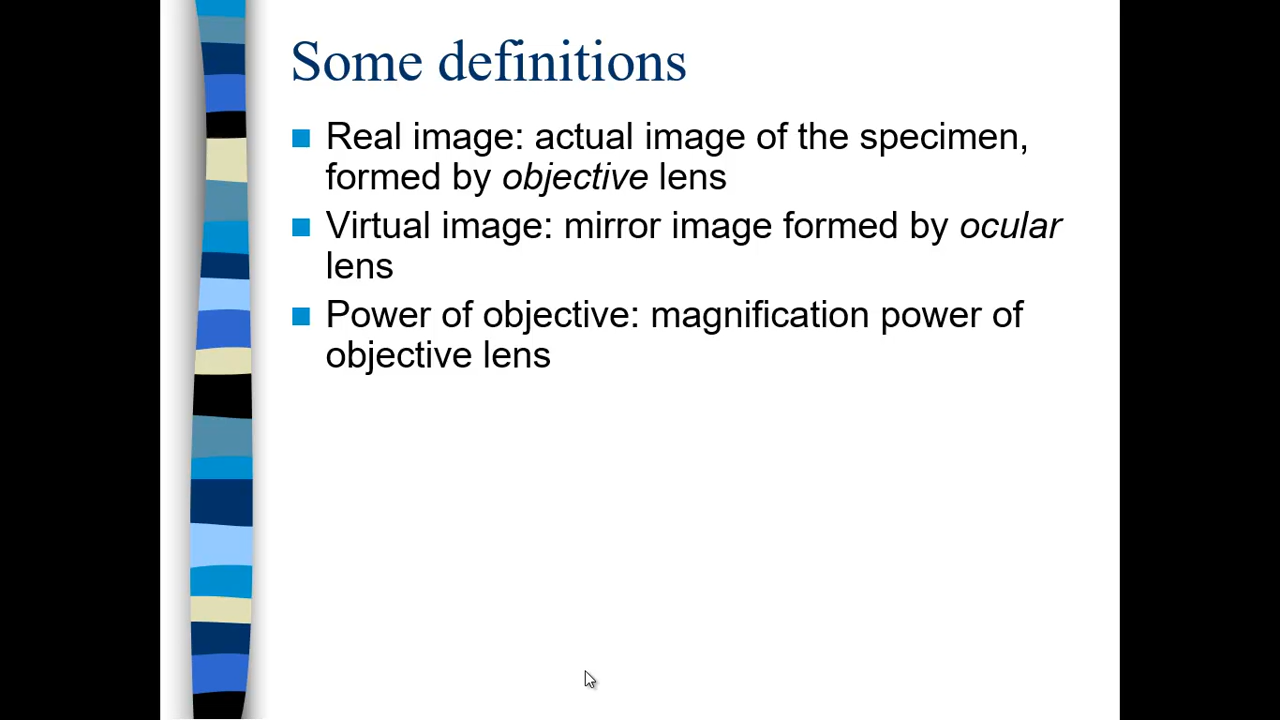 Some definitions
Real image: actual image of the specimen,
formed by objective lens
Virtual image: mirror image formed by ocular
lens
Power of objective: magnification power of
objective lens